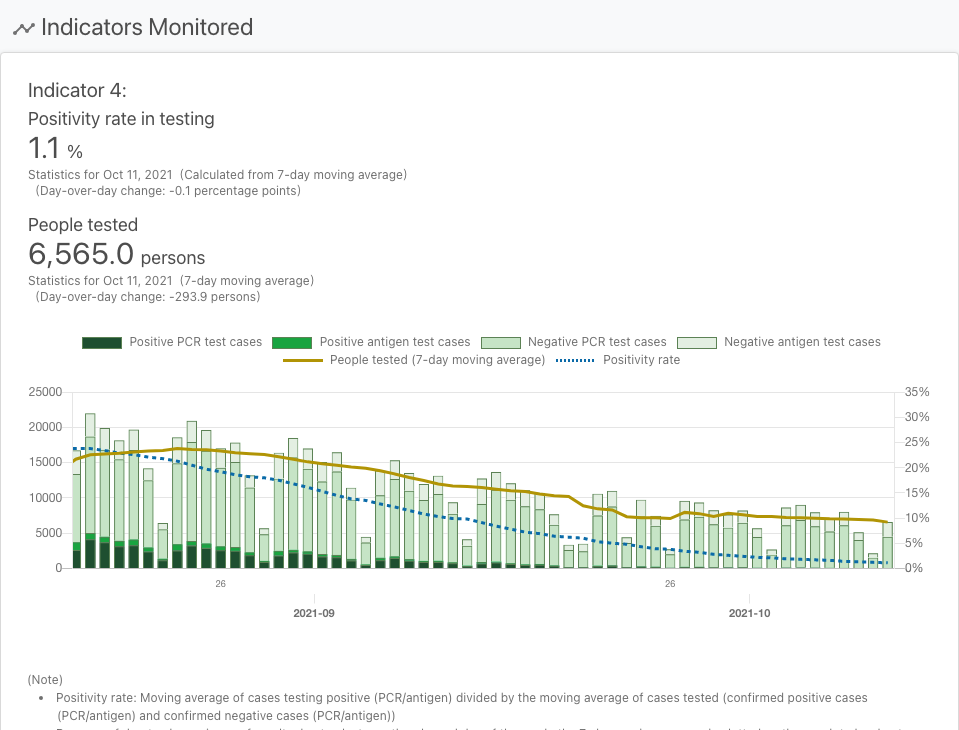 Indicators Monitored
Indicator 4:
Positivity rate in testing
1.1 %
Statistics for Oct 11, 2021 (Calculated from 7-day moving average)
(Day-over-day change: -0.1 percentage points)
People tested
6,565.0 persons
Statistics for Oct 11, 2021 (7-day moving average)
(Day-over-day change: -293.9 persons)
Positive PCR test cases Positive antigen test cases Negative PCR test cases Negative antigen test cases
People tested (7-day moving average) Positivity rate
25000 35%
30%
20000 25%
15000 20%
10000 15%
10%
5000 5%
0 0%
26 26
2021-09 2021-10
(Note)
• Positivity rate: Moving average of cases testing positive (PCR/antigen) divided by the moving average of cases tested (confirmed positive cases
(PCR/antigen) and confirmed negative cases (PCR/antigen))